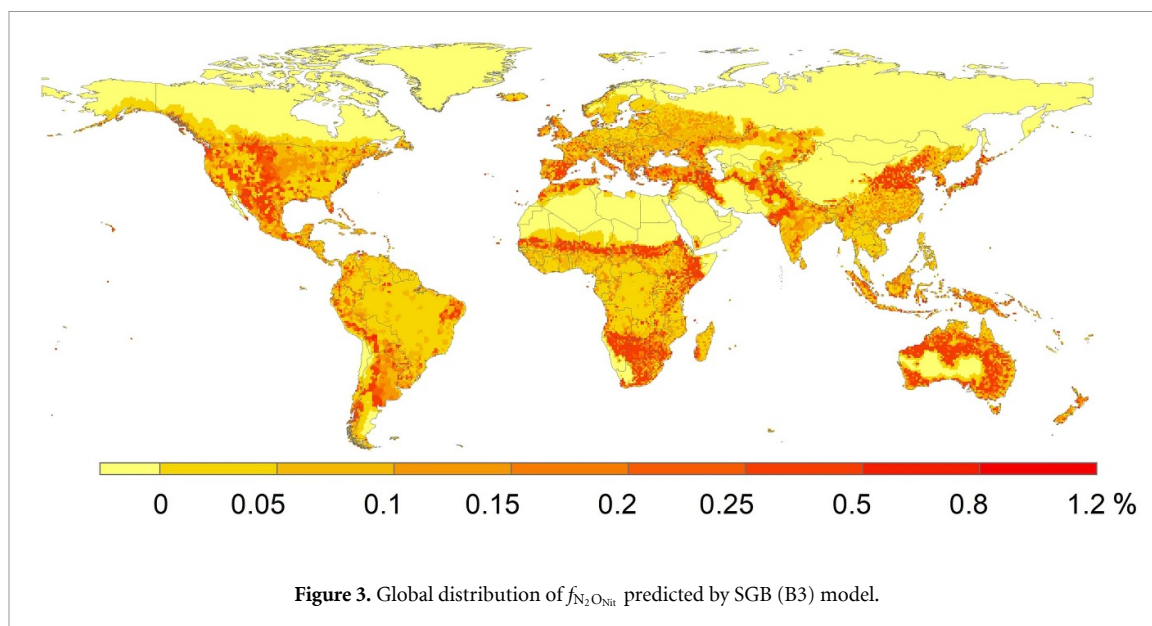 0 0.05 0.1 0.15 0.2 0.25 0.5 0.8 1.2 %
Figure 3. Global distribution of fN₂ONit predicted by SGB (B3) model.